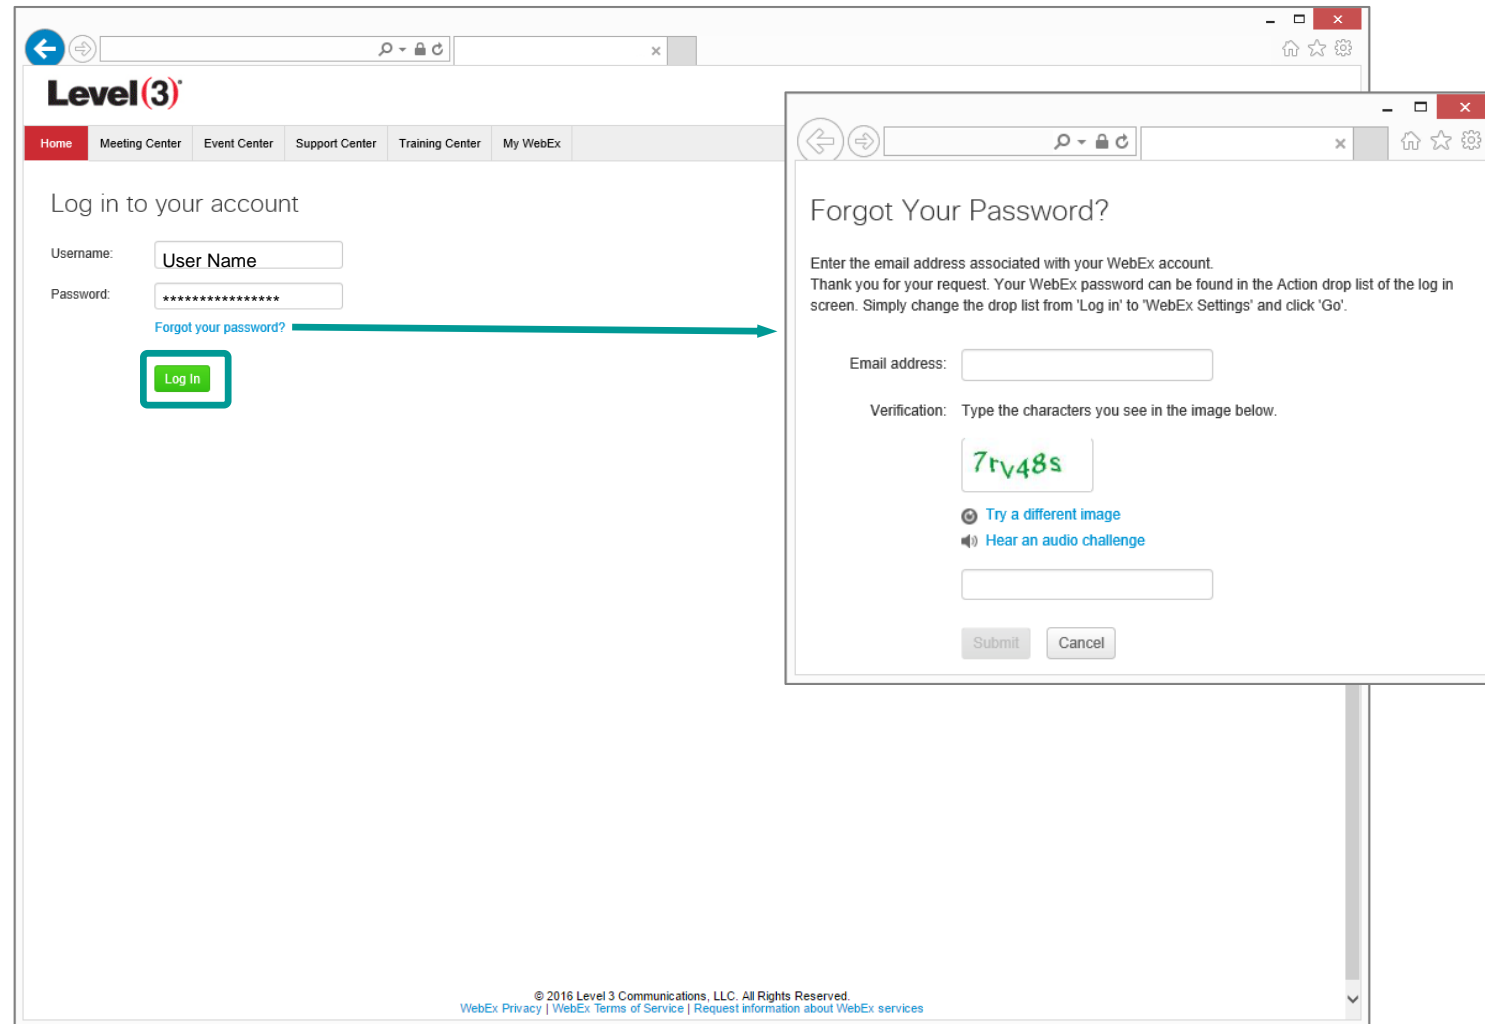 Level(3)
Home Meeting Center Event Center Support Center Training Center My WebEx
Log in to your account
Username: User Name
Password: ****************
Forgot your password?
Log In
Forgot Your Password?
Enter the email address associated with your WebEx account.
Thank you for your request. Your WebEx password can be found in the Action drop list of the log in
screen. Simply change the drop list from 'Log in' to 'WebEx Settings' and click 'Go'.
Email address:
Verification: Type the characters you see in the image below.
7rv48s
Try a different image
Hear an audio challenge
Submit Cancel
© 2016 Level 3 Communications, LLC. All Rights Reserved.
WebEx Privacy | WebEx Terms of Service | Request information about WebEx services